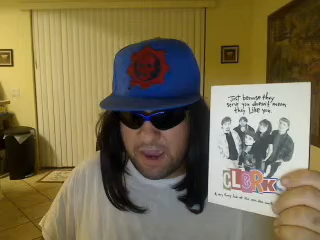 Just because they
serve you doesn't mean
they like you.
CLERKS